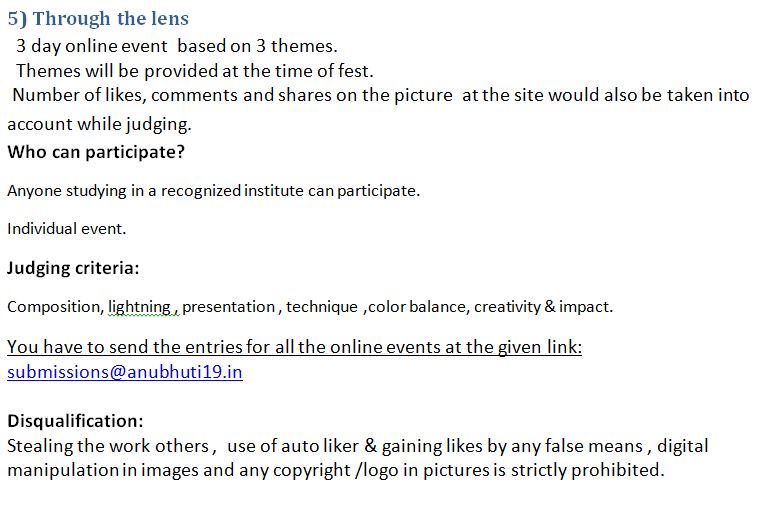 5) Through the lens
3 day online event based on 3 themes.
Themes will be provided at the time of fest.
Number of likes, comments and shares on the picture at the site would also be taken into
account while judging.
Who can participate?
Anyone studying in a recognized institute can participate.
Individual event.
Judging criteria:
Composition, lightning , presentation , technique ,color balance, creativity & impact.
You have to send the entries for all the online events at the given link:
submissions@anubhuti19.in
Disqualification:
Stealing the work others , use of auto liker & gaining likes by any false means , digital
manipulation in images and any copyright /logo in pictures is strictly prohibited.